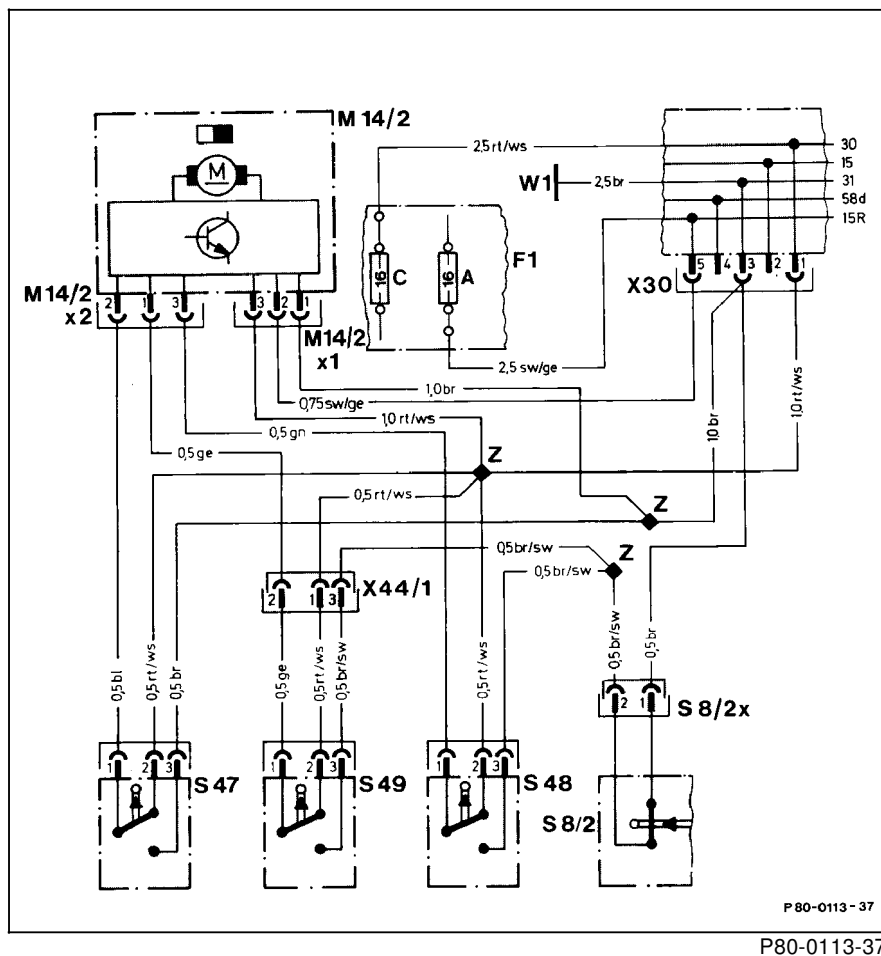 M 14/2
M
M14/2
x2
2 1 3
3 2 1
M14/2
x1
2,5 rt/ws
30
15
31
58d
15R
W1
2,5 br
16 C
16 A
F1
5 4 3 2 1
X30
2,5 sw/ge
1,0 br
0,75 sw/ge
1,0 rt/ws
0,5 gn
0,5 ge
1,0 br
1,0 rt/ws
Z
0,5 rt/ws
Z
0,5 br/sw
Z
0,5 br/sw
2 1 3
X44/1
0,5 bl
0,5 rt/ws
0,5 br
0,5 ge
0,5 rt/ws
0,5 br/sw
0,5 rt/ws
0,5 br/sw
0,5 br
2 1
S 8/2x
1 2 3
S 47
1 2 3
S 49
1 2 3
S 48
S 8/2
P 80-0113-37
P80-0113-37